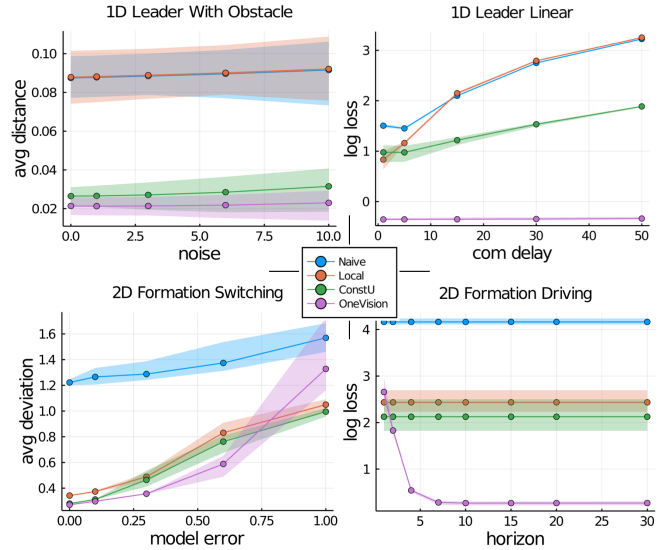 1D Leader With Obstacle
avg distance
0.10
0.08
0.06
0.04
0.02
0.0
2.5
5.0
7.5
10.0
noise
1D Leader Linear
log loss
3
2
1
0
0
10
20
30
40
50
com delay
Naive
Local
ConstU
OneVision
2D Formation Switching
avg deviation
1.6
1.4
1.2
1.0
0.8
0.6
0.4
0.00
0.25
0.50
0.75
1.00
model error
2D Formation Driving
log loss
4
3
2
1
5
10
15
20
25
30
horizon